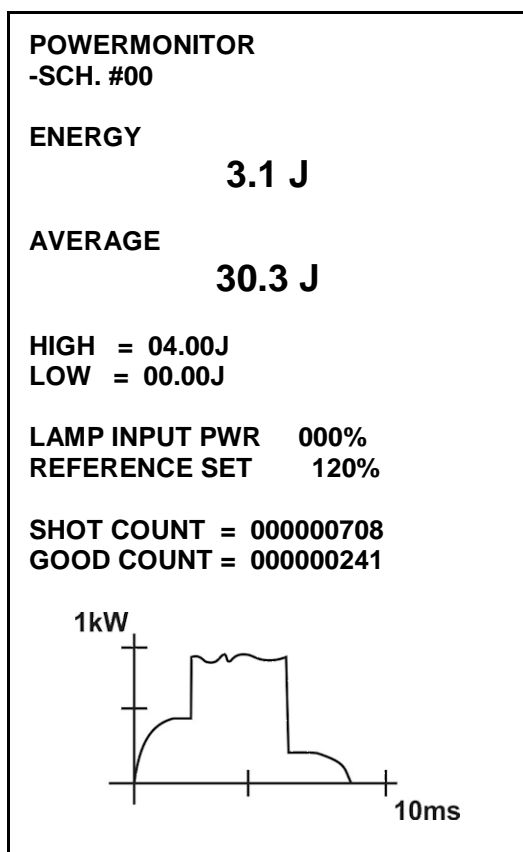 POWERMONITOR
-SCH. #00
ENERGY
3.1 J
AVERAGE
30.3 J
HIGH = 04.00J
LOW = 00.00J
LAMP INPUT PWR 000%
REFERENCE SET 120%
SHOT COUNT = 000000708
GOOD COUNT = 000000241
1kW
10ms